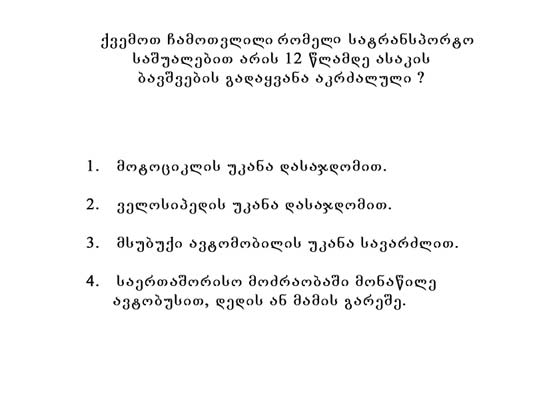 ქვემოთ ჩამოთვლილი რომელი სატრანსპორტო
საშუალებით არის 12 წლამდე ასაკის
ბავშვების გადაყვანა აკრძალული ?
1. მოტოციკლის უკანა დასაჯდომით.
2. ველოსიპედის უკანა დასაჯდომით.
3. მსუბუქი ავტომობილის უკანა სავარძლით.
4. საერთაშორისო მოძრაობაში მონაწილე
ავტობუსით, დედის ან მამის გარეშე.